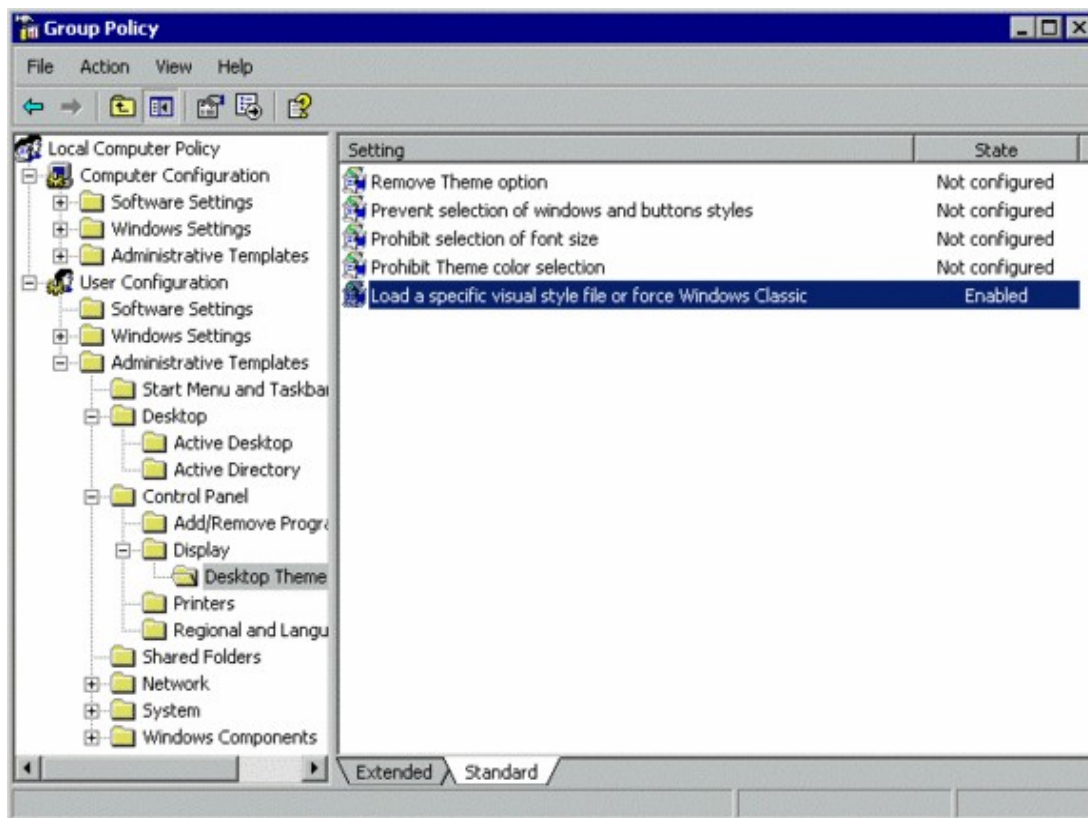 Group Policy
File Action View Help
Local Computer Policy
Computer Configuration
Software Settings
Windows Settings
Administrative Templates
User Configuration
Software Settings
Windows Settings
Administrative Templates
Start Menu and Taskbar
Desktop
Active Desktop
Active Directory
Control Panel
Add/Remove Progra
Display
Desktop Theme
Printers
Regional and Langu
Shared Folders
Network
System
Windows Components
Setting State
Remove Theme option Not configured
Prevent selection of windows and buttons styles Not configured
Prohibit selection of font size Not configured
Prohibit Theme color selection Not configured
Load a specific visual style file or force Windows Classic Enabled
Extended Standard